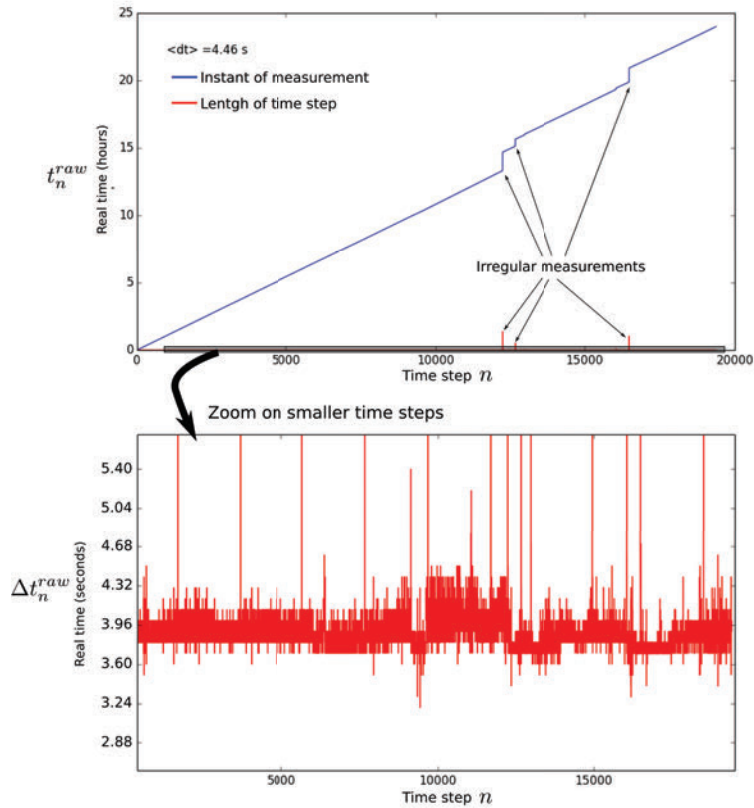 25
<dt> =4.46 s
Instant of measurement
Lentgh of time step
20
15
10
5
0
t_n^{raw}
Real time (hours)
Irregular measurements
0 5000 10000 15000 20000
Time step n
Zoom on smaller time steps
5.40
5.04
4.68
4.32
3.96
3.60
3.24
2.88
Δt_n^{raw}
Real time (seconds)
5000 10000 15000
Time step n